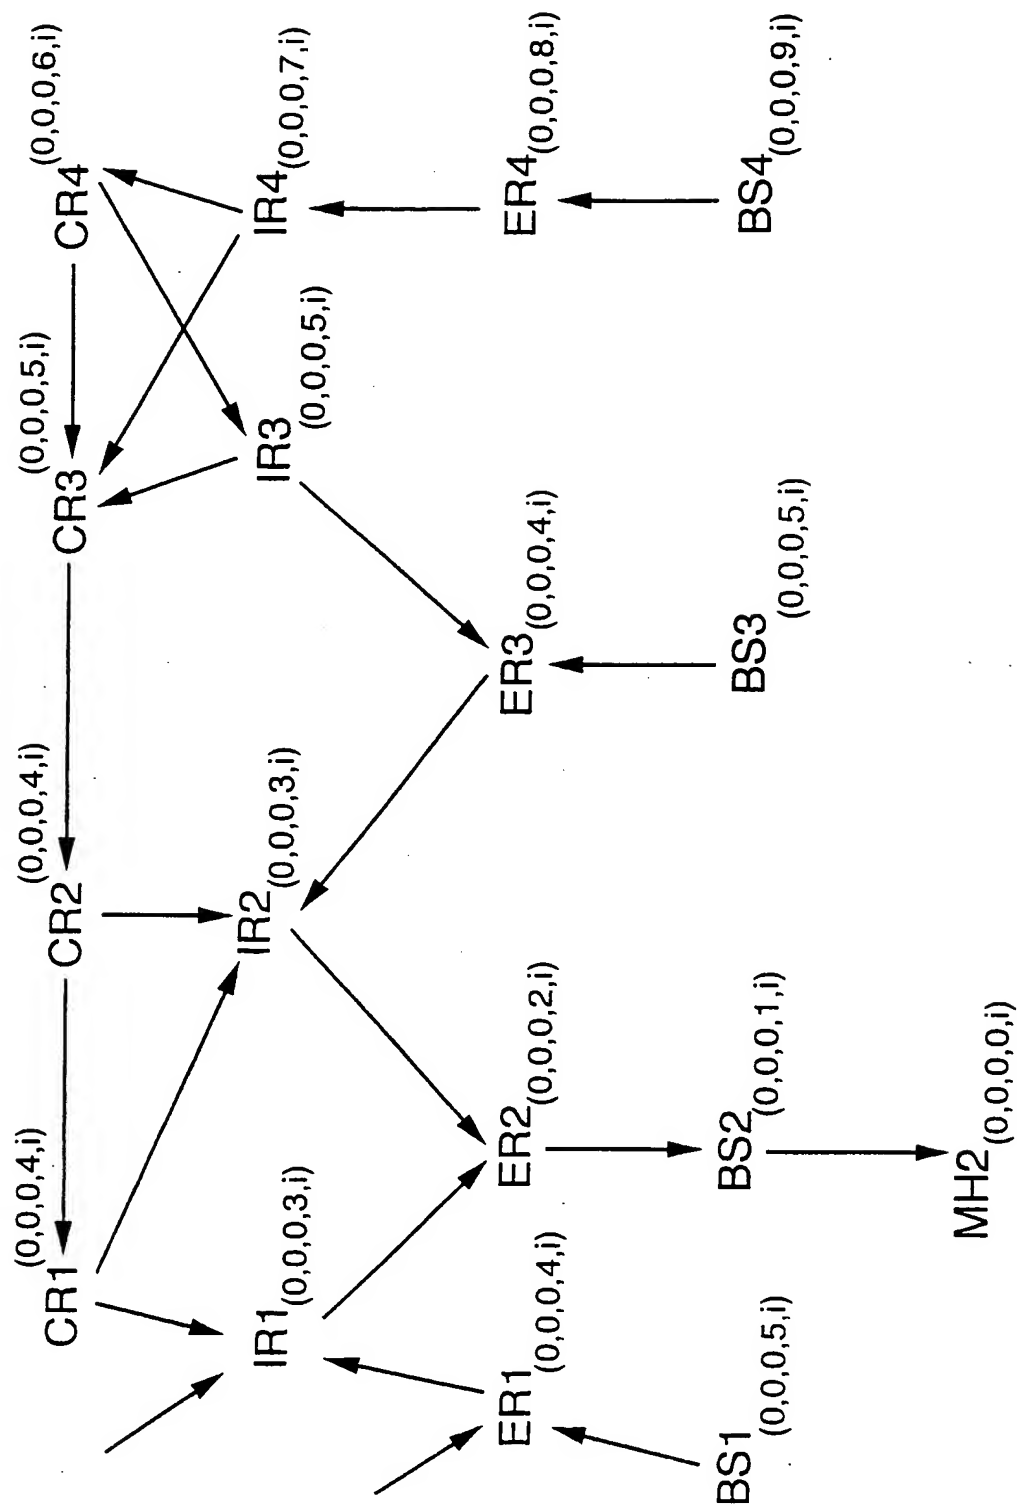 CR1
(0,0,0,4,i)
CR2
(0,0,0,4,i)
CR3
(0,0,0,5,i)
CR4
(0,0,0,6,i)
IR1
(0,0,0,3,i)
IR2
(0,0,0,3,i)
IR3
(0,0,0,5,i)
IR4
(0,0,0,7,i)
ER1
(0,0,0,4,i)
ER2
(0,0,0,2,i)
ER3
(0,0,0,4,i)
ER4
(0,0,0,8,i)
BS1
(0,0,0,5,i)
BS2
(0,0,0,1,i)
BS3
(0,0,0,5,i)
BS4
(0,0,0,9,i)
MH2
(0,0,0,0,i)